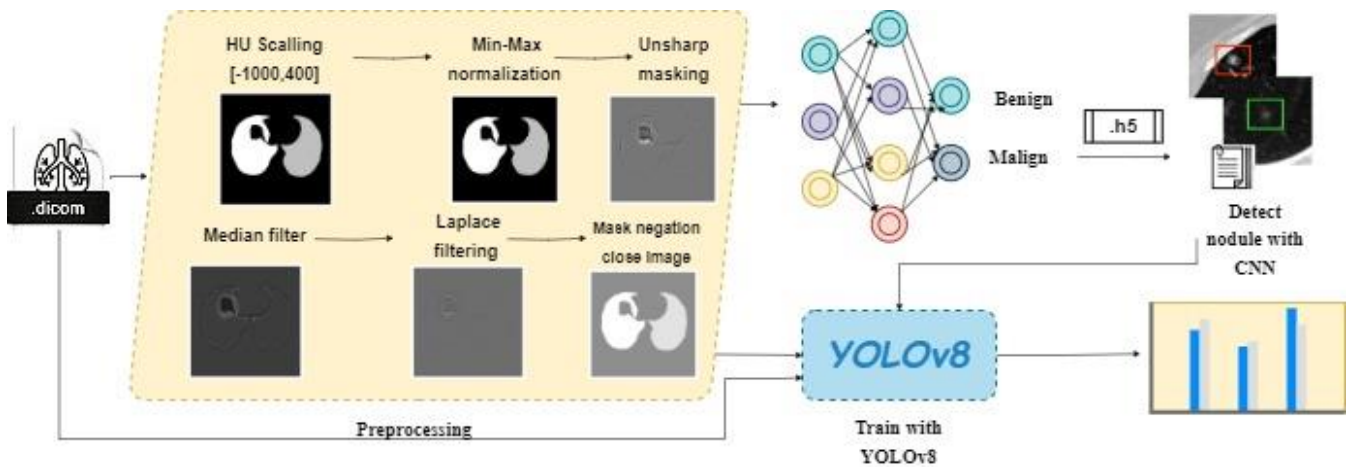 HU Scalling
[-1000,400]
Min-Max
normalization
Unsharp
masking
.dicom
Median filter
Laplace
filtering
Mask negation
close image
Preprocessing
Benign
Malign
.h5
Detect
nodule with
CNN
YOLOv8
Train with
YOLOv8